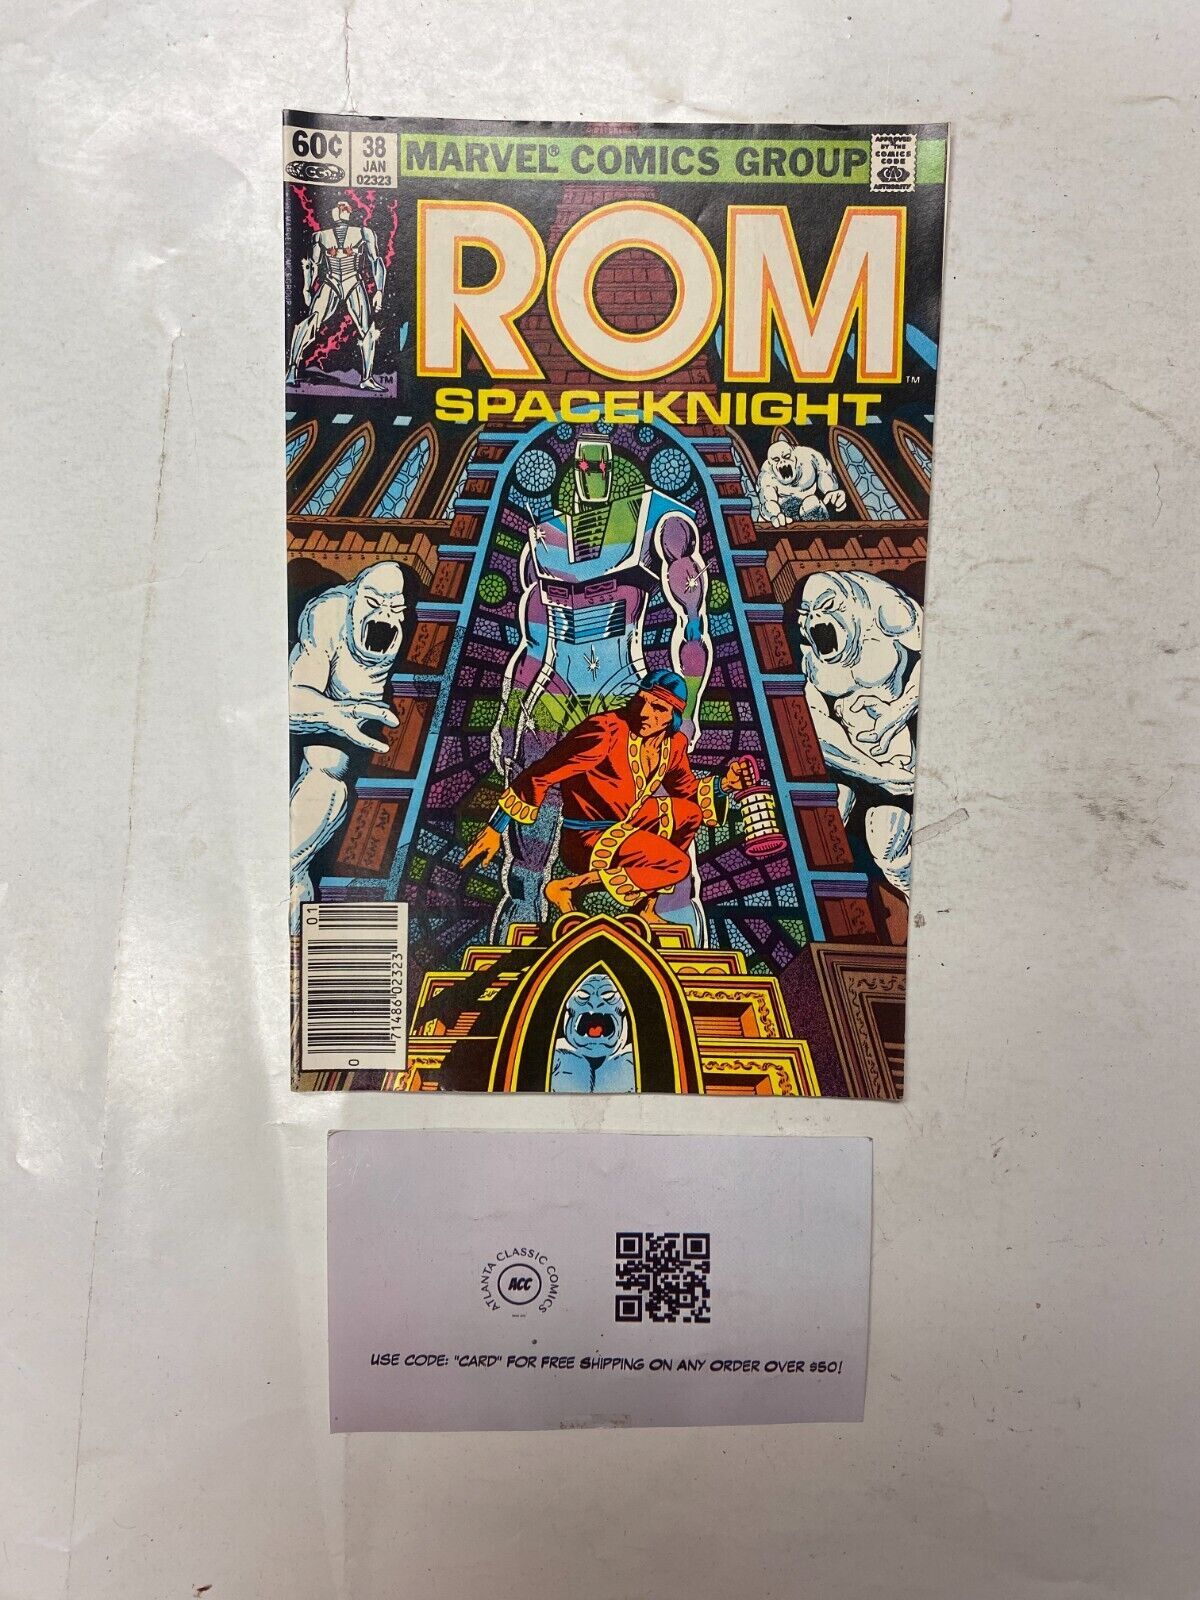 60¢
38
JAN
02323
MARVEL® COMICS GROUP
APPROVED
BY THE
COMICS
CODE
AUTHORITY
ROM
TM
SPACEKNIGHT
TM
01
71486 02323
0
ATLANTA CLASSIC COMICS
ACC
USE CODE: "CARD" FOR FREE SHIPPING ON ANY ORDER OVER $50!